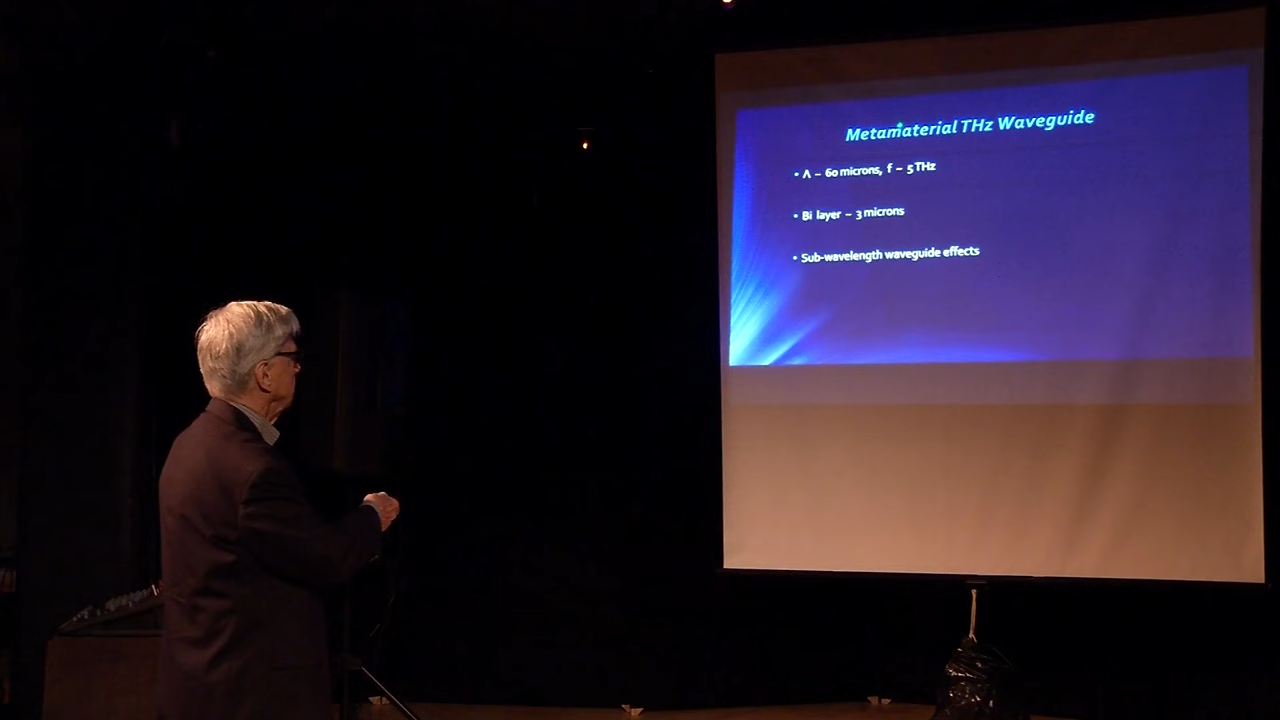 Metamaterial THz Waveguide
• Λ ~ 60 microns, f ~ 5 THz
• Bi layer ~ 3 microns
• Sub-wavelength waveguide effects